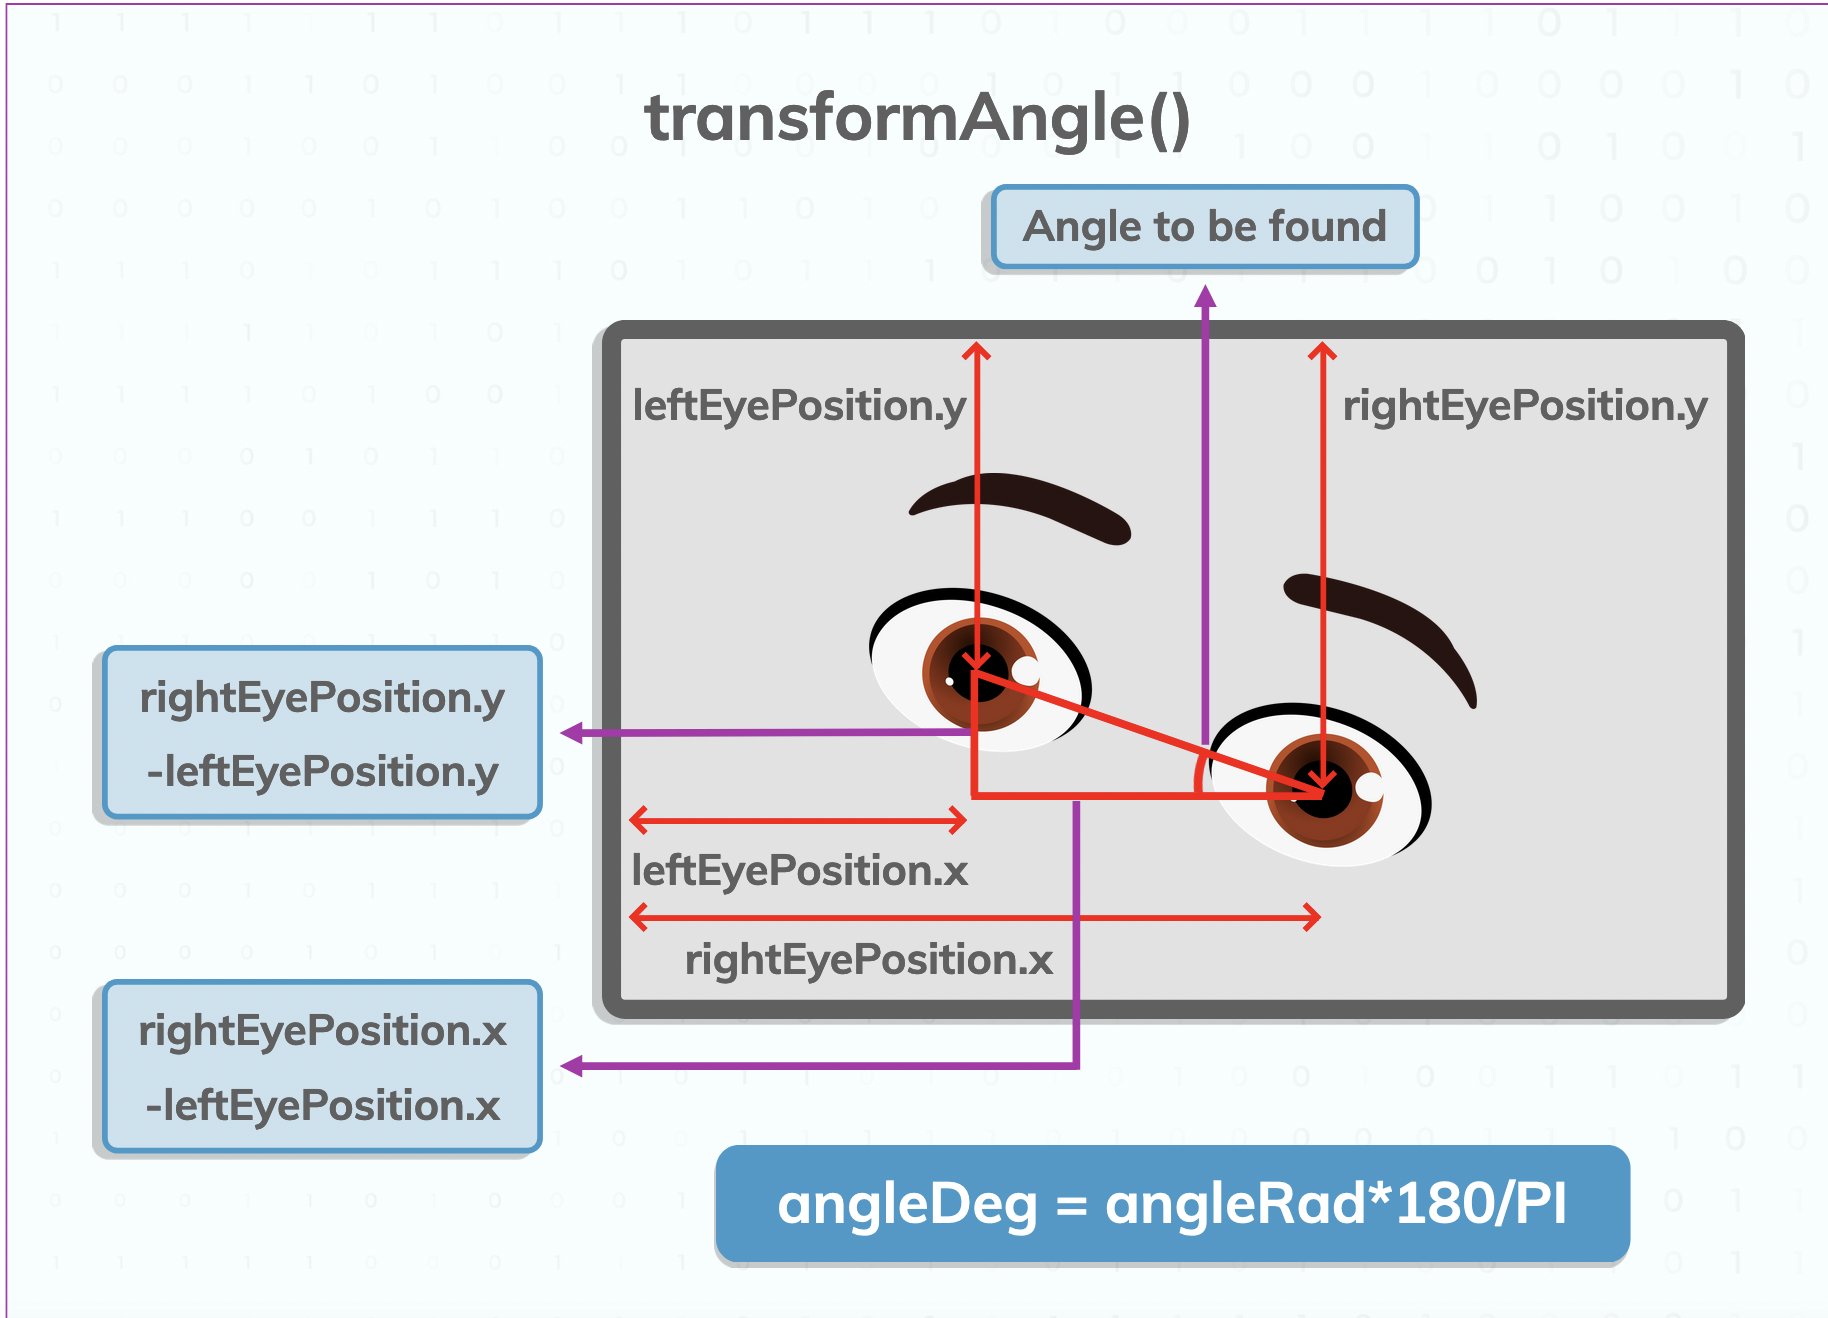 transformAngle()
Angle to be found
leftEyePosition.y
rightEyePosition.y
rightEyePosition.y
-leftEyePosition.y
leftEyePosition.x
rightEyePosition.x
rightEyePosition.x
-leftEyePosition.x
angleDeg = angleRad*180/PI